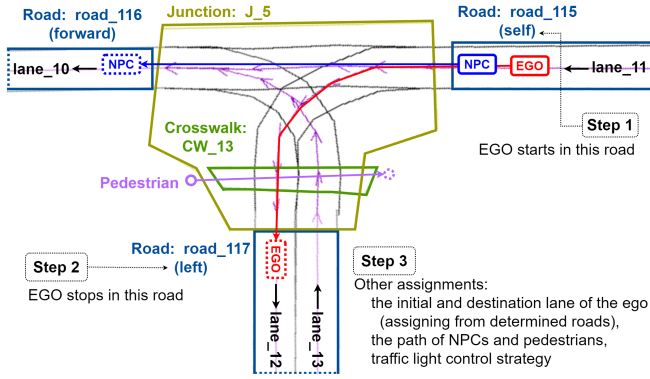 Road: road_116
(forward)
Junction: J_5
Road: road_115
(self)
lane_10
NPC
NPC
EGO
lane_11
Step 1
EGO starts in this road
Crosswalk:
CW_13
Pedestrian
Road: road_117
(left)
EGO
Step 2
EGO stops in this road
lane_12
lane_13
Step 3
Other assignments:
the initial and destination lane of the ego
(assigning from determined roads),
the path of NPCs and pedestrians,
traffic light control strategy